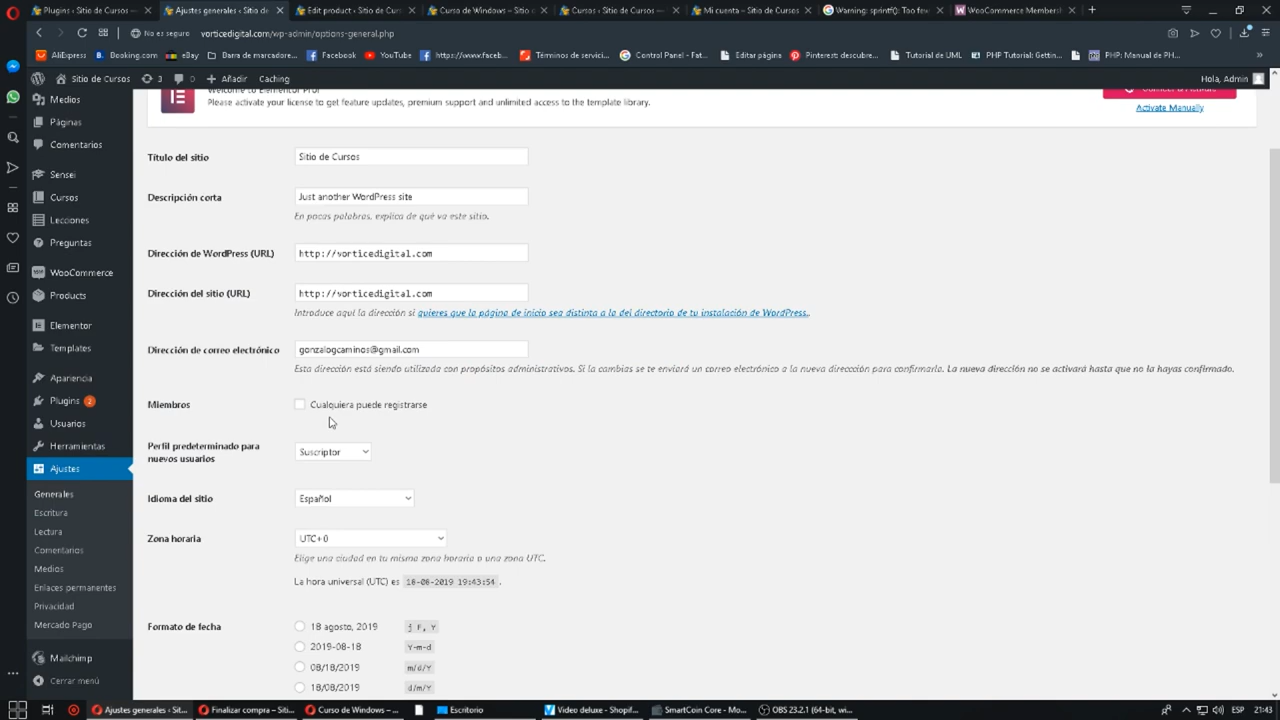 Plugins ‹ Sitio de Cursos —
Ajustes generales ‹ Sitio de
Edit product ‹ Sitio de Cur
Curso de Windows – Sitio
Cursos ‹ Sitio de Cursos —
Mi cuenta – Sitio de Cursos
Warning: sprintf(): Too few
WooCommerce Membersh
No es seguro
vorticedigital.com/wp-admin/options-general.php
AliExpress
Booking.com
eBay
Barra de marcadore...
Facebook
YouTube
https://www.faceb...
Términos de servici...
Control Panel - Fat...
Editar página
Pinterest: descubre...
Tutorial de UML
PHP Tutorial: Gettin...
PHP: Manual de PH...
Sitio de Cursos
3
0
Añadir
Caching
Hola, Admin
Medios
Páginas
Comentarios
Sensei
Cursos
Lecciones
Preguntas
WooCommerce
Products
Elementor
Templates
Apariencia
Plugins 2
Usuarios
Herramientas
Ajustes
Generales
Escritura
Lectura
Comentarios
Medios
Enlaces permanentes
Privacidad
Mercado Pago
Mailchimp
Cerrar menú
Welcome to Elementor Pro!
Please activate your license to get feature updates, premium support and unlimited access to the template library.
Connect & Activate
Activate Manually
Título del sitio
Sitio de Cursos
Descripción corta
Just another WordPress site
En pocas palabras, explica de qué va este sitio.
Dirección de WordPress (URL)
http://vorticedigital.com
Dirección del sitio (URL)
http://vorticedigital.com
Introduce aquí la dirección si quieres que la página de inicio sea distinta a la del directorio de tu instalación de WordPress.
Dirección de correo electrónico
gonzalogcaminos@gmail.com
Esta dirección está siendo utilizada con propósitos administrativos. Si la cambias se te enviará un correo electrónico a la nueva dirección para confirmarla. La nueva dirección no se activará hasta que no la hayas confirmado.
Miembros
Cualquiera puede registrarse
Perfil predeterminado para
nuevos usuarios
Suscriptor
Idioma del sitio
Español
Zona horaria
UTC+0
Elige una ciudad en tu misma zona horaria o una zona UTC.
La hora universal (UTC) es 18-08-2019 19:43:54.
Formato de fecha
18 agosto, 2019
j F, Y
2019-08-18
Y-m-d
08/18/2019
m/d/Y
18/08/2019
d/m/Y
Ajustes generales ‹ Sit...
Finalizar compra – Siti...
Curso de Windows – ...
Escritorio
Video deluxe - Shopif...
SmartCoin Core - Mo...
OBS 23.2.1 (64-bit, wi...
ESP
21:43